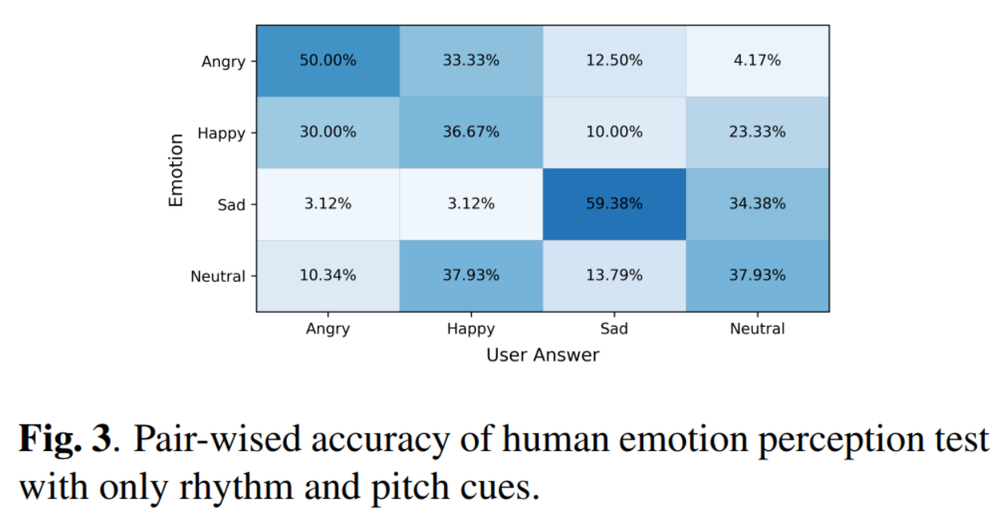 Angry 50.00% 33.33% 12.50% 4.17%
Happy 30.00% 36.67% 10.00% 23.33%
Emotion
Sad 3.12% 3.12% 59.38% 34.38%
Neutral 10.34% 37.93% 13.79% 37.93%
Angry Happy Sad Neutral
User Answer
Fig. 3. Pair-wised accuracy of human emotion perception test
with only rhythm and pitch cues.